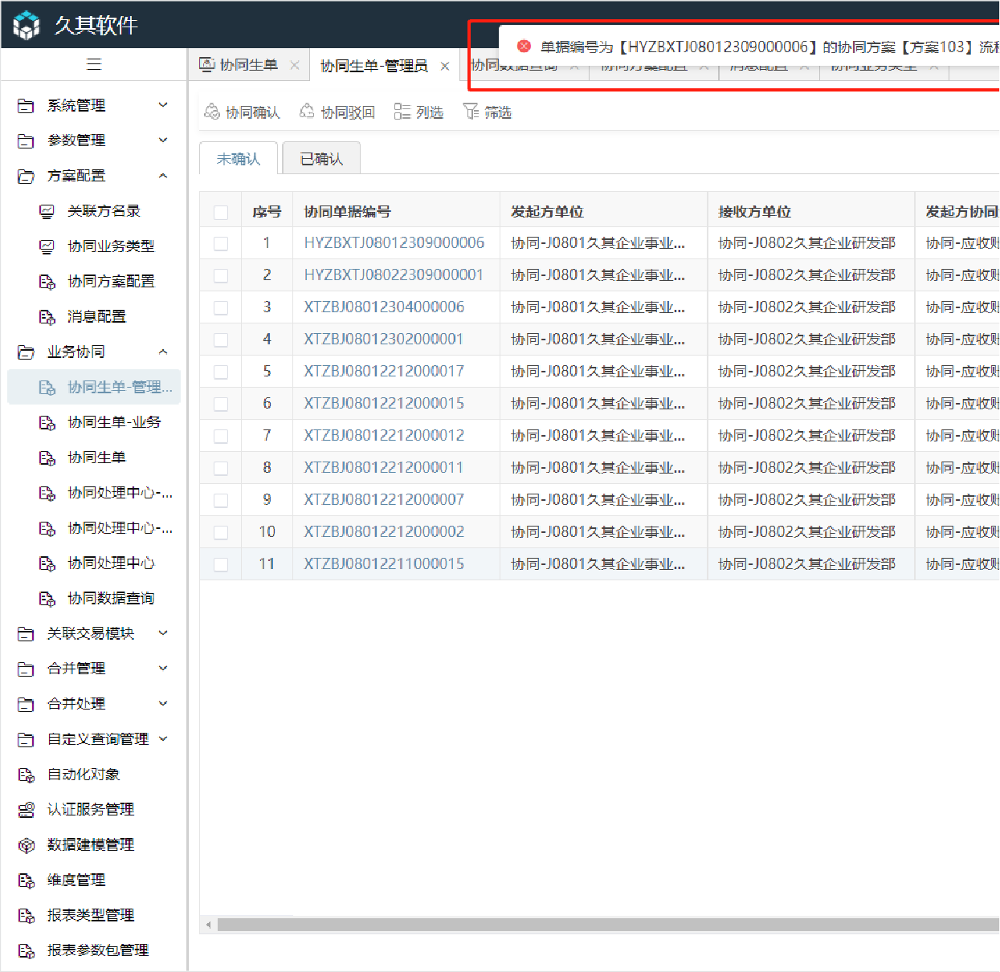 久其软件
单据编号为【HYZBXTJ08012309000006】的协同方案【方案103】流程
协同生单
协同生单-管理员
协同数据查询
协同方案配置
消息配置
协同业务类型
系统管理
参数管理
方案配置
关联方名录
协同业务类型
协同方案配置
消息配置
业务协同
协同生单-管理...
协同生单-业务
协同生单
协同处理中心-...
协同处理中心-...
协同处理中心
协同数据查询
关联交易模块
合并管理
合并处理
自定义查询管理
自动化对象
认证服务管理
数据建模管理
维度管理
报表类型管理
报表参数包管理
协同确认 协同驳回 列选 筛选
未确认 已确认
序号 协同单据编号 发起方单位 接收方单位 发起方协同
1 HYZBXTJ08012309000006 协同-J0801久其企业事业... 协同-J0802久其企业研发部 协同-应收账
2 HYZBXTJ08022309000001 协同-J0801久其企业事业... 协同-J0802久其企业研发部 协同-应收账
3 XTZBJ08012304000006 协同-J0801久其企业事业... 协同-J0802久其企业研发部 协同-应收账
4 XTZBJ08012302000001 协同-J0801久其企业事业... 协同-J0802久其企业研发部 协同-应收账
5 XTZBJ08012212000017 协同-J0801久其企业事业... 协同-J0802久其企业研发部 协同-应收账
6 XTZBJ08012212000015 协同-J0801久其企业事业... 协同-J0802久其企业研发部 协同-应收账
7 XTZBJ08012212000012 协同-J0801久其企业事业... 协同-J0802久其企业研发部 协同-应收账
8 XTZBJ08012212000011 协同-J0801久其企业事业... 协同-J0802久其企业研发部 协同-应收账
9 XTZBJ08012212000007 协同-J0801久其企业事业... 协同-J0802久其企业研发部 协同-应收账
10 XTZBJ08012212000002 协同-J0801久其企业事业... 协同-J0802久其企业研发部 协同-应收账
11 XTZBJ08012211000015 协同-J0801久其企业事业... 协同-J0802久其企业研发部 协同-应收账